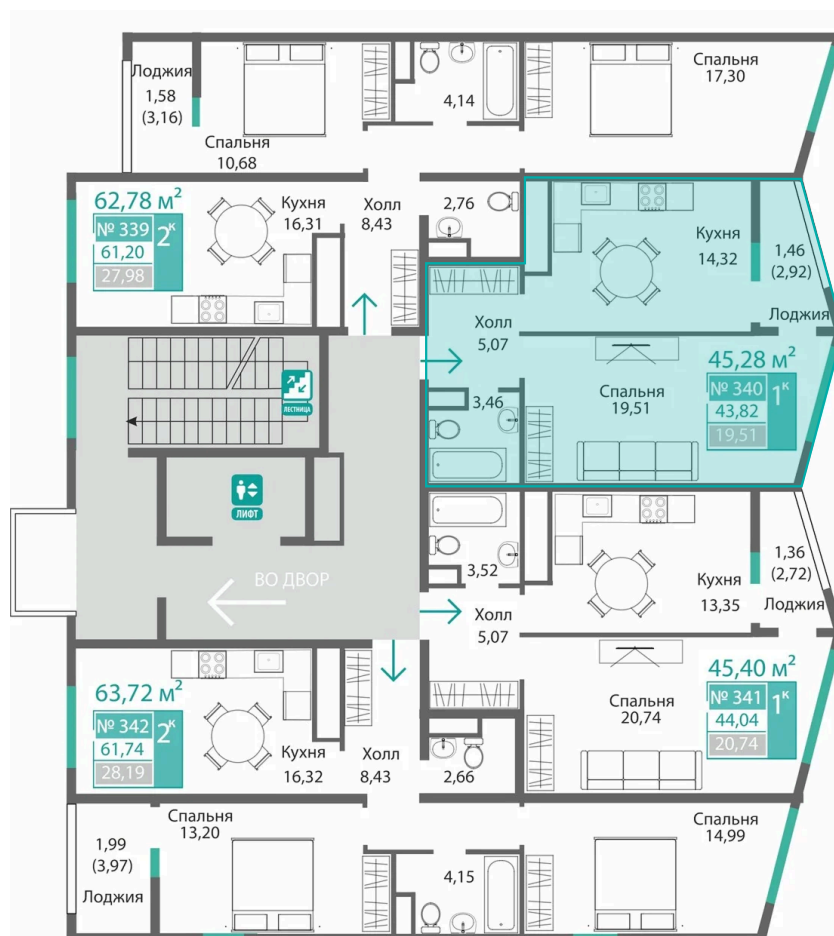 Лоджия
1,58
(3,16)
Спальня
10,68
4,14
Спальня
17,30
62,78 м²
№ 339
2к
61,20
27,98
Кухня
16,31
Холл
8,43
2,76
Кухня
14,32
1,46
(2,92)
Лоджия
Холл
5,07
45,28 м²
№ 340
1к
43,82
19,51
Спальня
19,51
3,46
ЛЕСТНИЦА
ЛИФТ
ВО ДВОР
3,52
Холл
5,07
Кухня
13,35
1,36
(2,72)
Лоджия
63,72 м²
№ 342
2к
61,74
28,19
Кухня
16,32
Холл
8,43
2,66
Спальня
20,74
45,40 м²
№ 341
1к
44,04
20,74
1,99
(3,97)
Лоджия
Спальня
13,20
4,15
Спальня
14,99